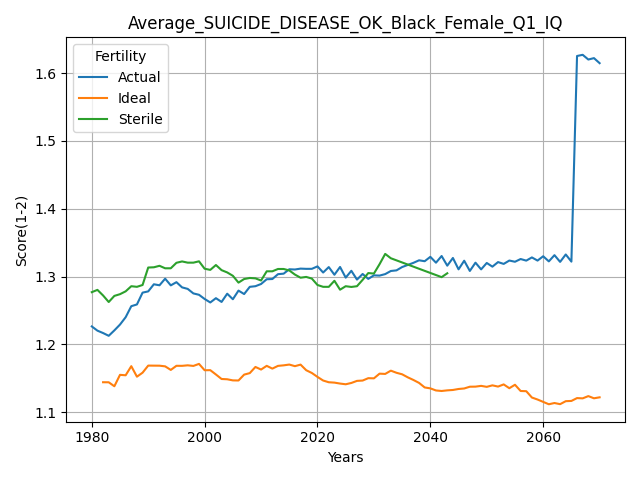 Average_SUICIDE_DISEASE_OK_Black_Female_Q1_IQ
Fertility
Actual
Ideal
Sterile
Score(1-2)
1.6
1.5
1.4
1.3
1.2
1.1
1980
2000
2020
2040
2060
Years